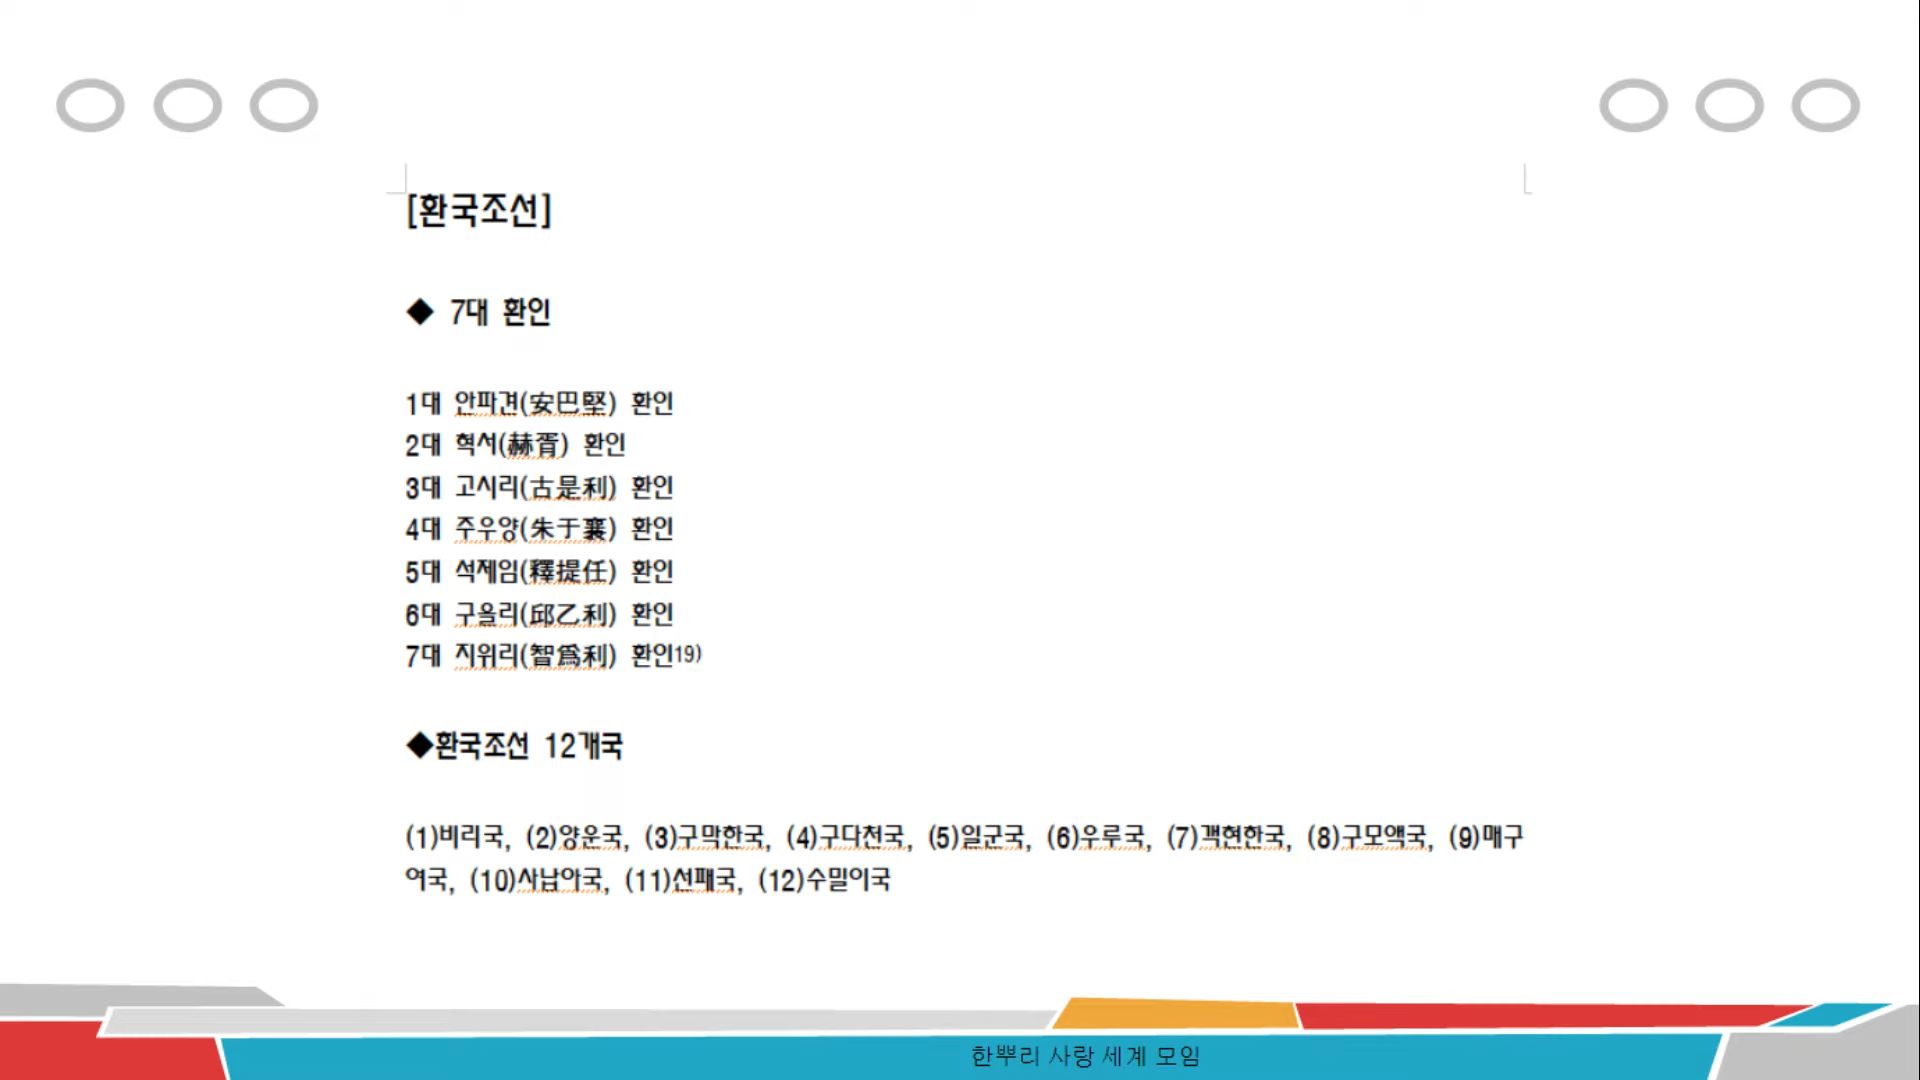 [환국조선]
◆ 7대 환인
1대 안파견(安巴堅) 환인
2대 혁서(赫胥) 환인
3대 고시리(古是利) 환인
4대 주우양(朱于襄) 환인
5대 석제임(釋提任) 환인
6대 구을리(邱乙利) 환인
7대 지위리(智爲利) 환인19)
◆환국조선 12개국
(1)비리국, (2)양운국, (3)구막한국, (4)구다천국, (5)일군국, (6)우루국, (7)객현한국, (8)구모액국, (9)매구
여국, (10)사납아국, (11)선패국, (12)수밀이국
한뿌리 사랑 세계 모임